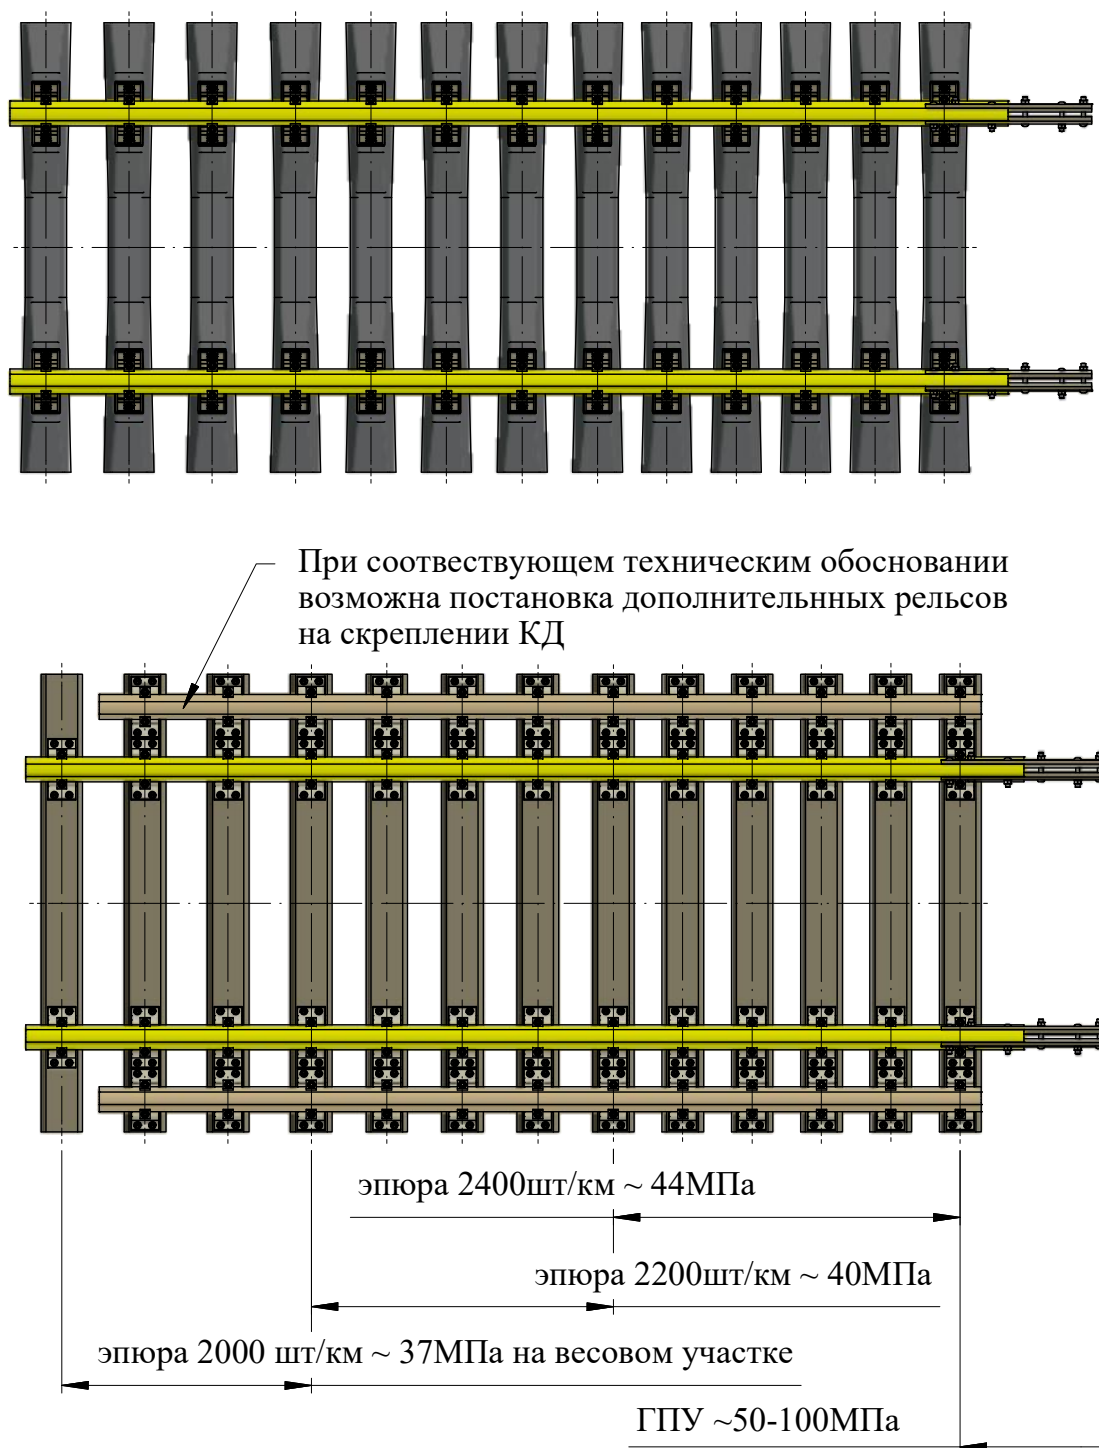 При соотвествующем техническим обосновании
возможна постановка дополнительнных рельсов
на скреплении КД
эпюра 2400шт/км ~ 44МПа
эпюра 2200шт/км ~ 40МПа
эпюра 2000 шт/км ~ 37МПа на весовом участке
ГПУ ~50-100МПа